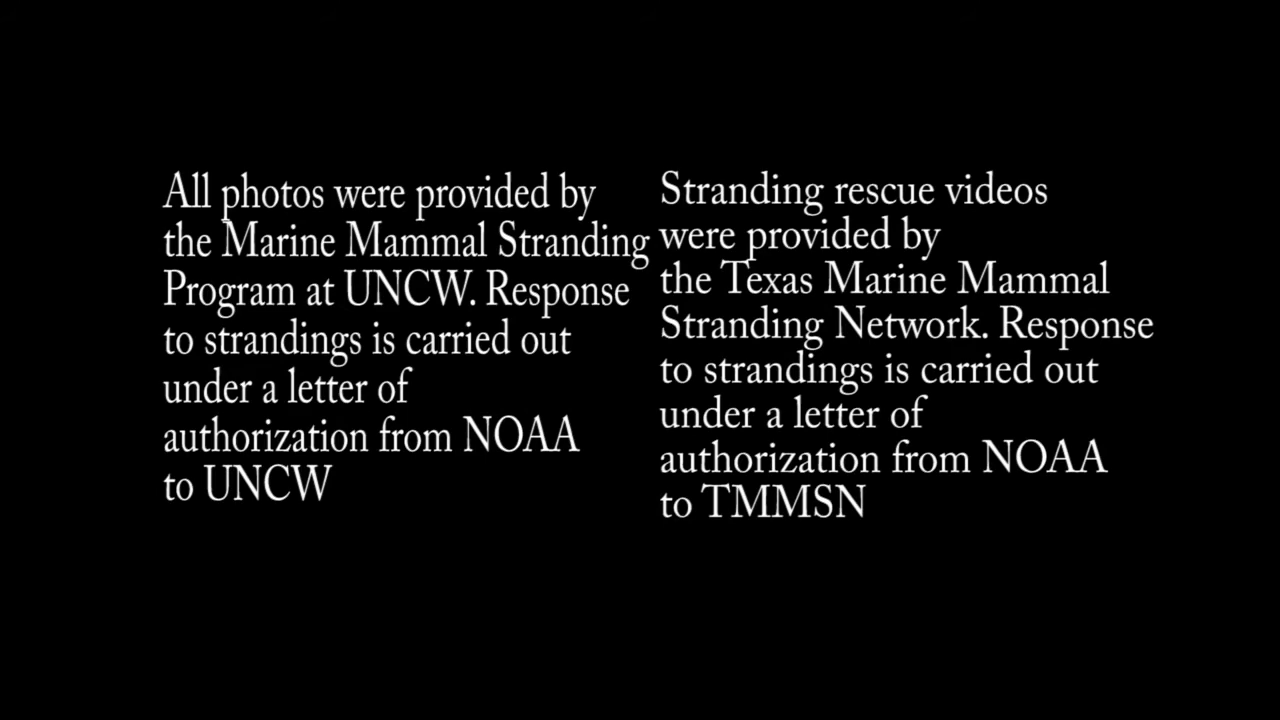 All photos were provided by
the Marine Mammal Stranding
Program at UNCW. Response
to strandings is carried out
under a letter of
authorization from NOAA
to UNCW
Stranding rescue videos
were provided by
the Texas Marine Mammal
Stranding Network. Response
to strandings is carried out
under a letter of
authorization from NOAA
to TMMSN